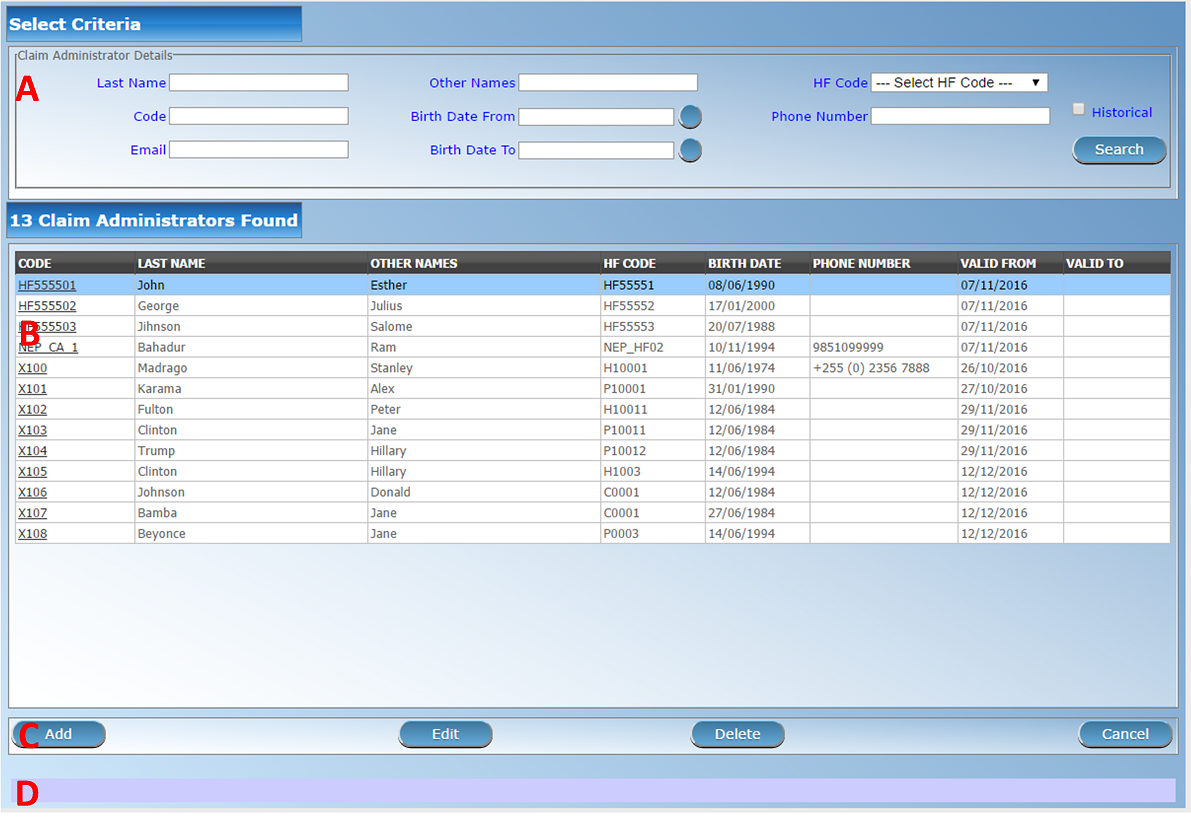 Select Criteria
Claim Administrator Details
A
Last Name Other Names HF Code --- Select HF Code ---
Code Birth Date From Phone Number Historical
Email Birth Date To Search
13 Claim Administrators Found
CODE LAST NAME OTHER NAMES HF CODE BIRTH DATE PHONE NUMBER VALID FROM VALID TO
HF555501 John Esther HF55551 08/06/1990 07/11/2016
HF555502 George Julius HF55552 17/01/2000 07/11/2016
HF555503 Jihnson Salome HF55553 20/07/1988 07/11/2016
B
NEP_CA_1 Bahadur Ram NEP_HF02 10/11/1994 9851099999 07/11/2016
X100 Madrago Stanley H10001 11/06/1974 +255 (0) 2356 7888 26/10/2016
X101 Karama Alex P10001 31/01/1990 27/10/2016
X102 Fulton Peter H10011 12/06/1984 29/11/2016
X103 Clinton Jane P10011 12/06/1984 29/11/2016
X104 Trump Hillary P10012 12/06/1984 29/11/2016
X105 Clinton Hillary H1003 14/06/1994 12/12/2016
X106 Johnson Donald C0001 12/06/1984 12/12/2016
X107 Bamba Jane C0001 27/06/1984 12/12/2016
X108 Beyonce Jane P0003 14/06/1994 12/12/2016
C Add Edit Delete Cancel
D